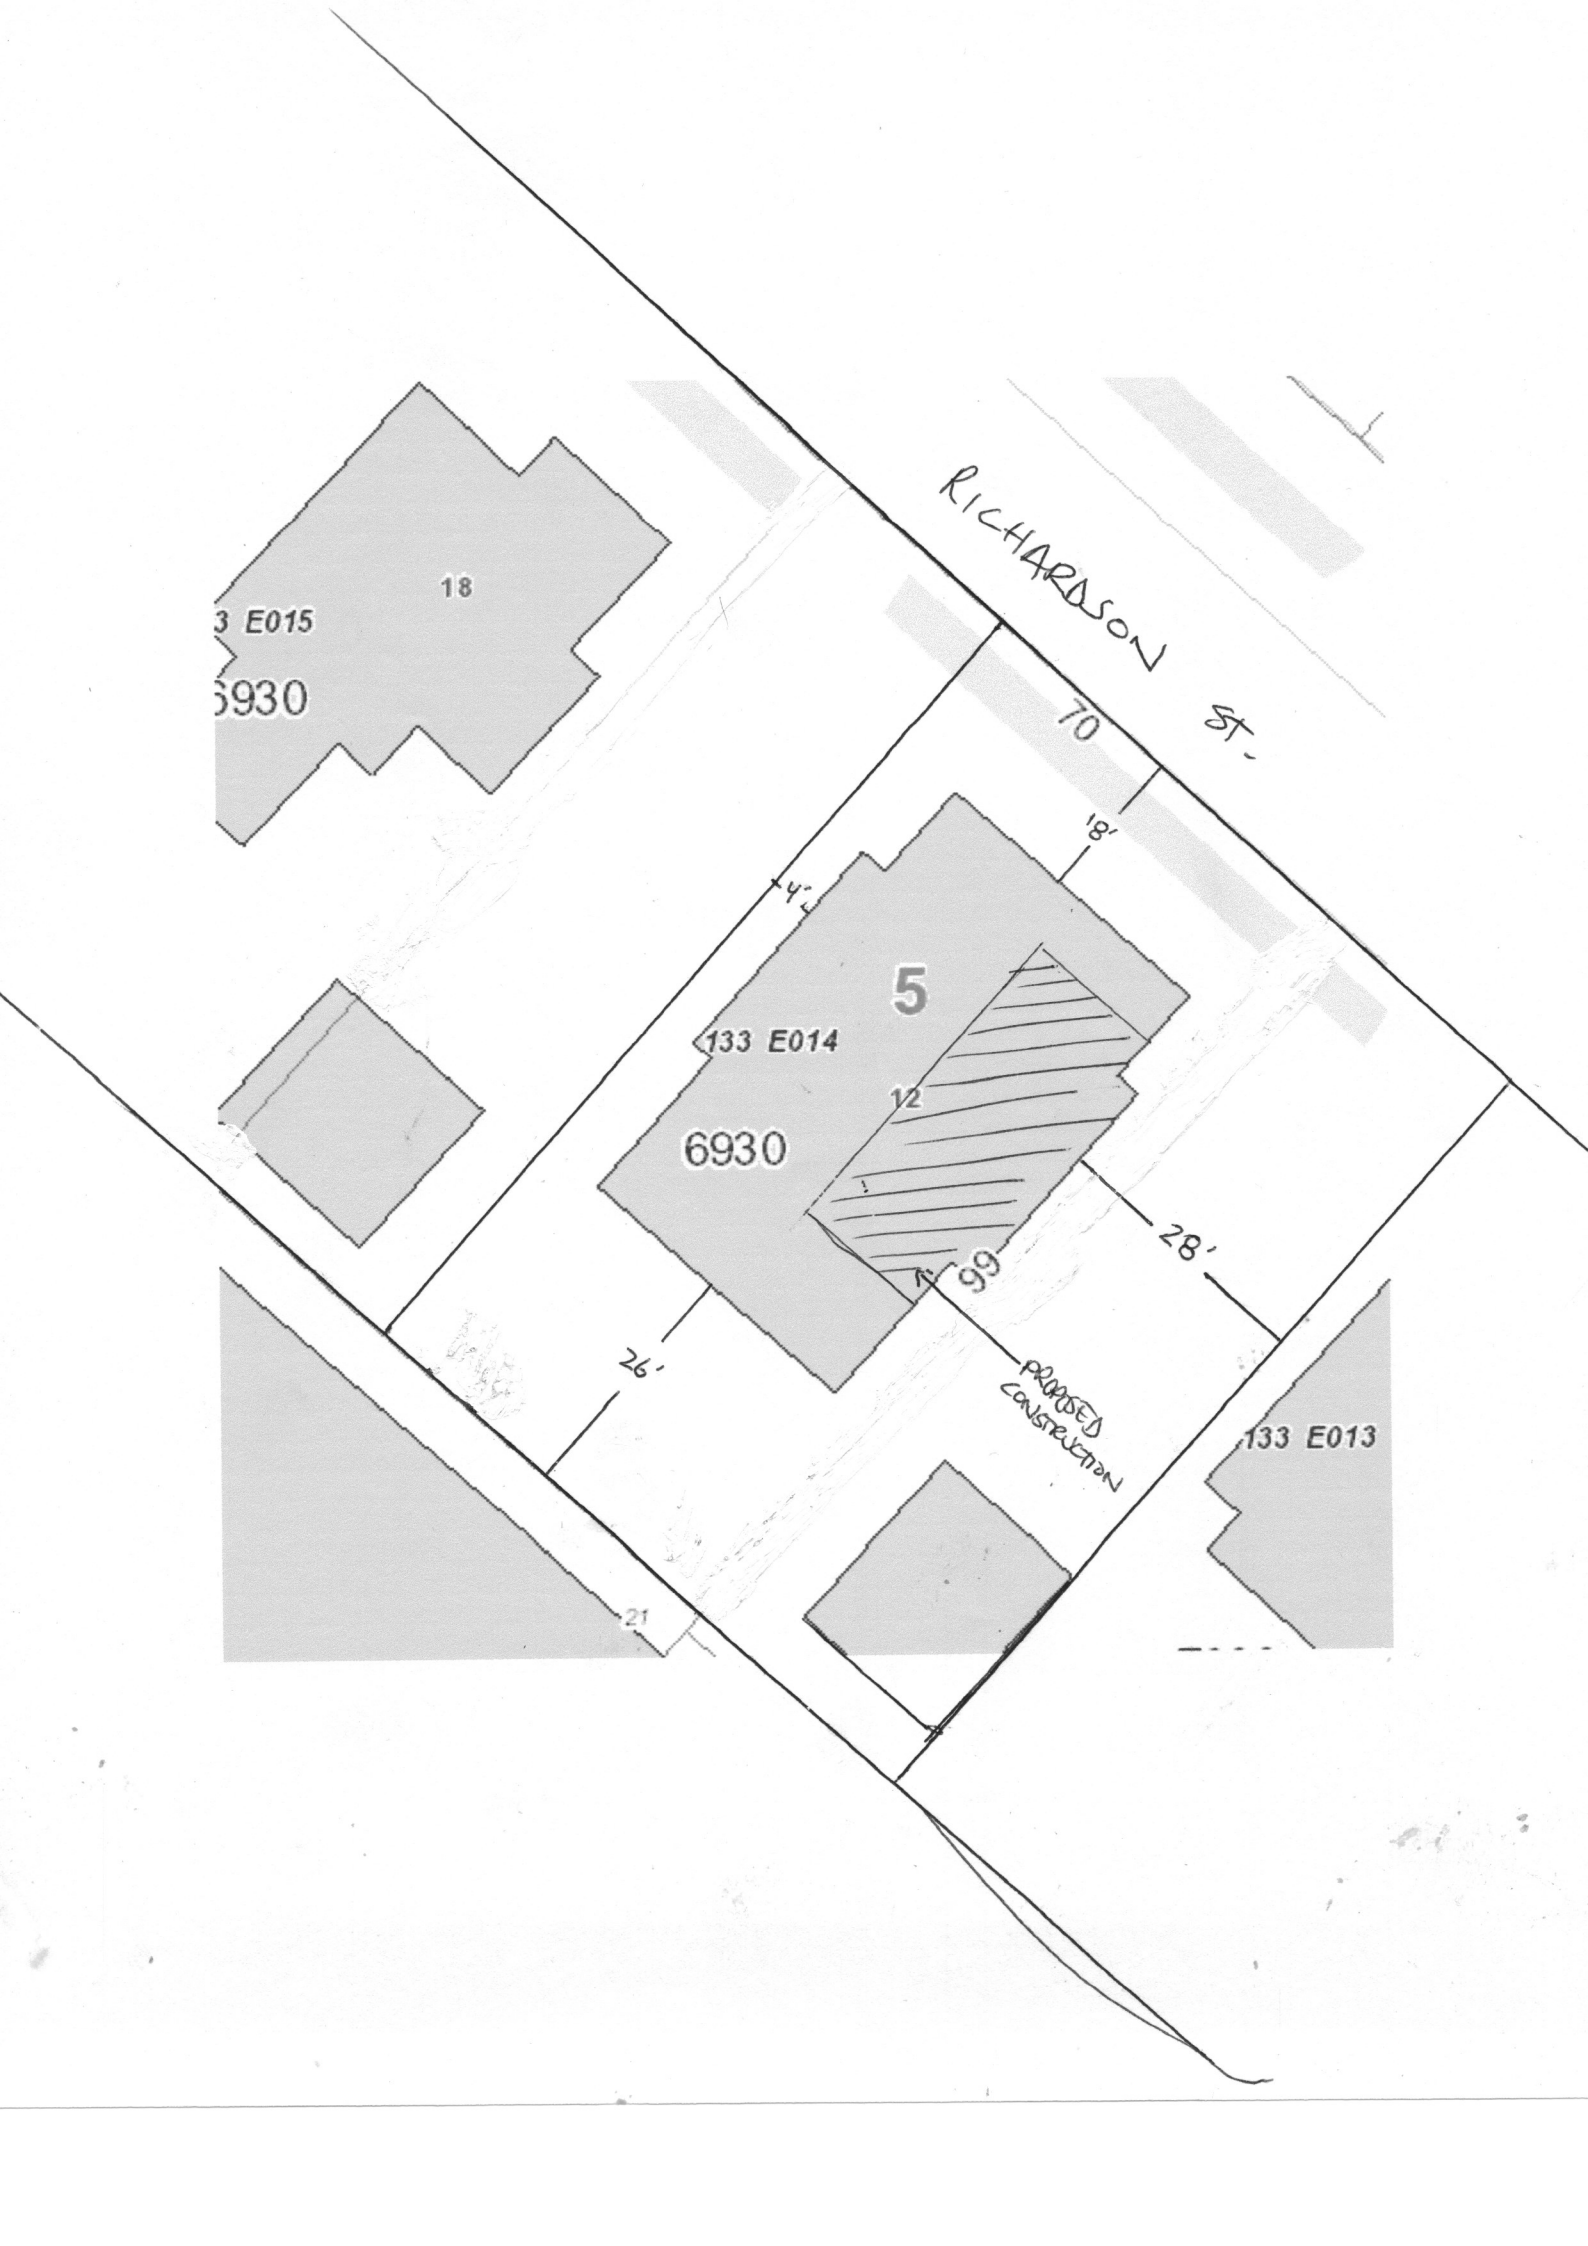 RICHARDSON ST.
18
3 E015
6930
70
18'
4'
5
133 E014
12
6930
28'
99
26'
PROPOSED
CONSTRUCTION
133 E013
21